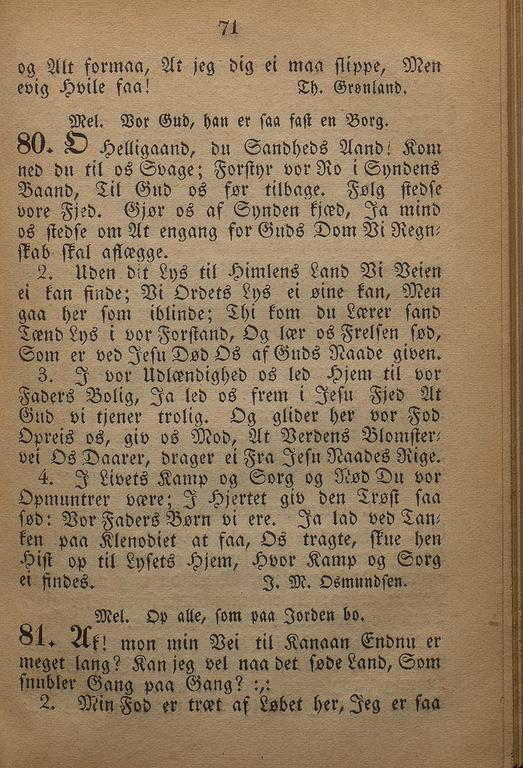 71
og Alt formaa, At jeg dig ei maa slippe, Men
evig Hvile faa! Th. Grønland.
Mel. Vor Gud, han er saa fast en Borg.
80. O Helligaand, du Sandheds Aand! Kom
ned du til os Svage; Forstyr vor Ro i Syndens
Baand, Til Gud os før tilbage. Følg stedse
vore Fjed. Gjør os af Synden kjæd, Ja mind
os stedse om At engang for Guds Dom Vi Regn-
skab skal aflægge.
2. Uden dit Lys til Himlens Land Vi Veien
ei kan finde; Vi Ordets Lys ei øine kan, Men
gaa her som iblinde; Thi kom du Lærer sand
Tænd Lys i vor Forstand, Og lær os Frelsen sød,
Som er ved Jesu Død Os af Guds Naade given.
3. I vor Udlændighed os led Hjem til vor
Faders Bolig, Ja led os frem i Jesu Fjed At
Gud vi tjener trolig. Og glider her vor Fod
Opreis os, giv os Mod, At Verdens Blomster-
vei Os Daarer, drager ei Fra Jesu Naades Rige.
4. I Livets Kamp og Sorg og Nød Du vor
Opmuntrer være; I Hjertet giv den Trøst saa
sød: Vor Faders Børn vi ere. Ja lad ved Tan-
ken paa Klenodiet at faa, Os tragte, skue hen
Hist op til Lysets Hjem, Hvor Kamp og Sorg
ei findes. J. M. Osmundsen.
Mel. Op alle, som paa Jorden bo.
81. Ak! mon min Vei til Kanaan Endnu er
meget lang? Kan jeg vel naa det søde Land, Som
snubler Gang paa Gang? :,:
2. Min Fod er træt af Løbet her, Jeg er saa